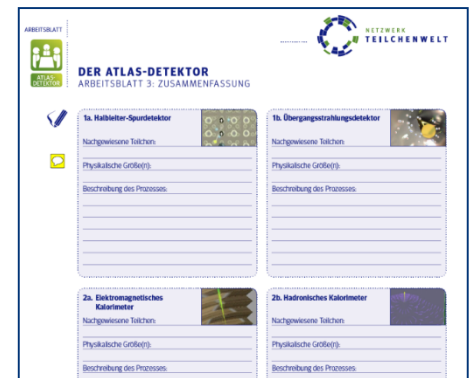 ARBEITSBLATT
NETZWERK
TEILCHENWELT
ATLAS-
DETEKTOR
DER ATLAS-DETEKTOR
ARBEITSBLATT 3: ZUSAMMENFASSUNG
1a. Halbleiter-Spurdetektor
Nachgewiesene Teilchen:
Physikalische Größe(n):
Beschreibung des Prozesses:
1b. Übergangsstrahlungsdetektor
Nachgewiesene Teilchen:
Physikalische Größe(n):
Beschreibung des Prozesses:
2a. Elektromagnetisches
Kalorimeter
Nachgewiesene Teilchen:
Physikalische Größe(n):
Beschreibung des Prozesses:
2b. Hadronisches Kalorimeter
Nachgewiesene Teilchen:
Physikalische Größe(n):
Beschreibung des Prozesses: